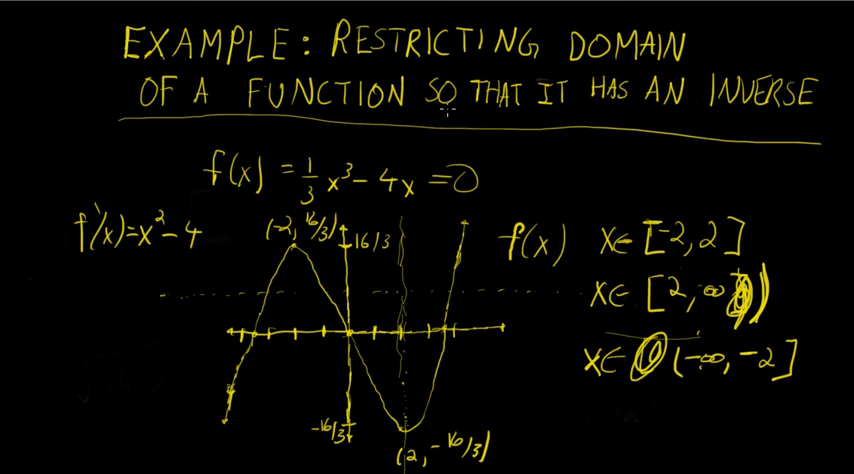 EXAMPLE: RESTRICTING DOMAIN
OF A FUNCTION SO THAT IT HAS AN INVERSE
f(x) = 1/3 x³ - 4x = 0
f'(x) = x² - 4
(-2, 16/3)
16/3
f(x) x ∈ [-2, 2]
x ∈ [2, ∞)
x ∈ (-∞, -2]
-16/3
(2, -16/3)